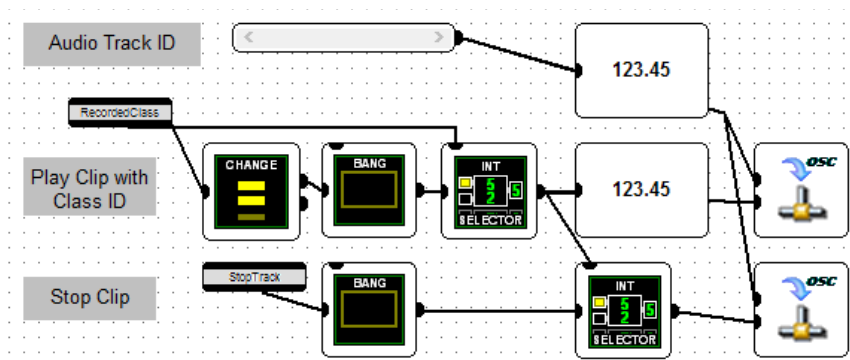 Audio Track ID
123.45
RecordedClass
Play Clip with
Class ID
CHANGE
BANG
INT
5
2
5
SELECTOR
123.45
OSC
Stop Clip
StopTrack
BANG
INT
5
2
5
SELECTOR
OSC